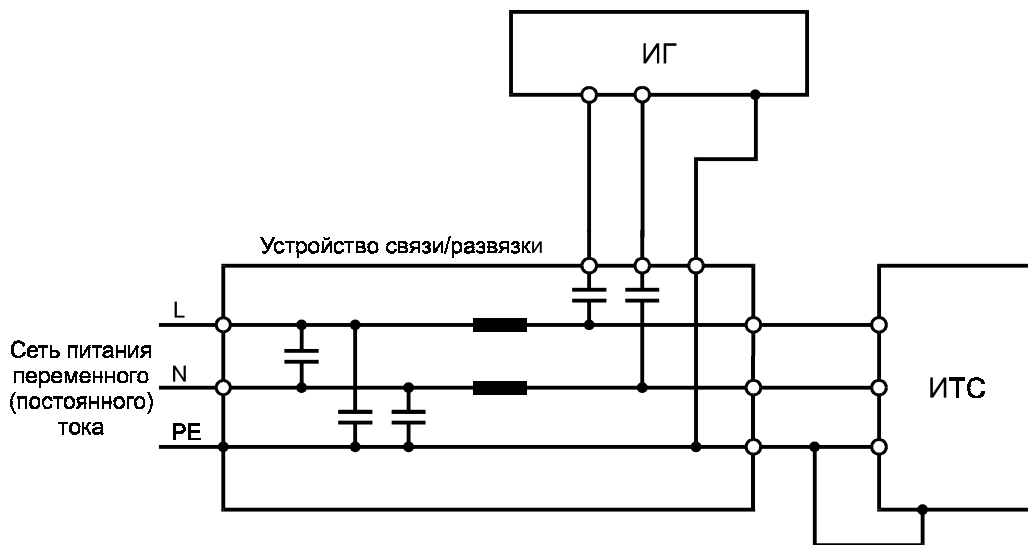 ИГ
Устройство связи/развязки
L
Сеть питания
переменного
(постоянного)
тока
N
PE
ИТС